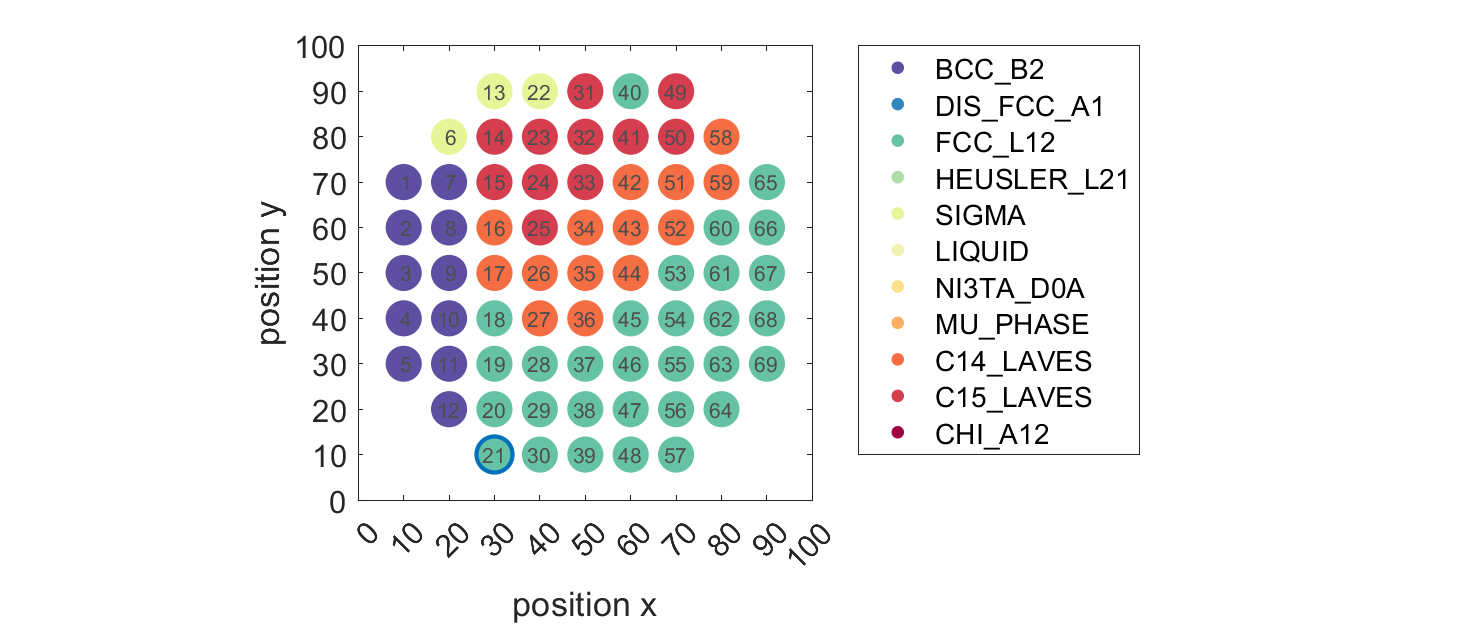 100
90 13 22 31 40 49
80 6 14 23 32 41 50 58
70 1 7 15 24 33 42 51 59 65
60 2 8 16 25 34 43 52 60 66
50 3 9 17 26 35 44 53 61 67
40 4 10 18 27 36 45 54 62 68
30 5 11 19 28 37 46 55 63 69
20 12 20 29 38 47 56 64
10 21 30 39 48 57
0
position y
0 10 20 30 40 50 60 70 80 90 100
position x
BCC_B2
DIS_FCC_A1
FCC_L12
HEUSLER_L21
SIGMA
LIQUID
NI3TA_D0A
MU_PHASE
C14_LAVES
C15_LAVES
CHI_A12